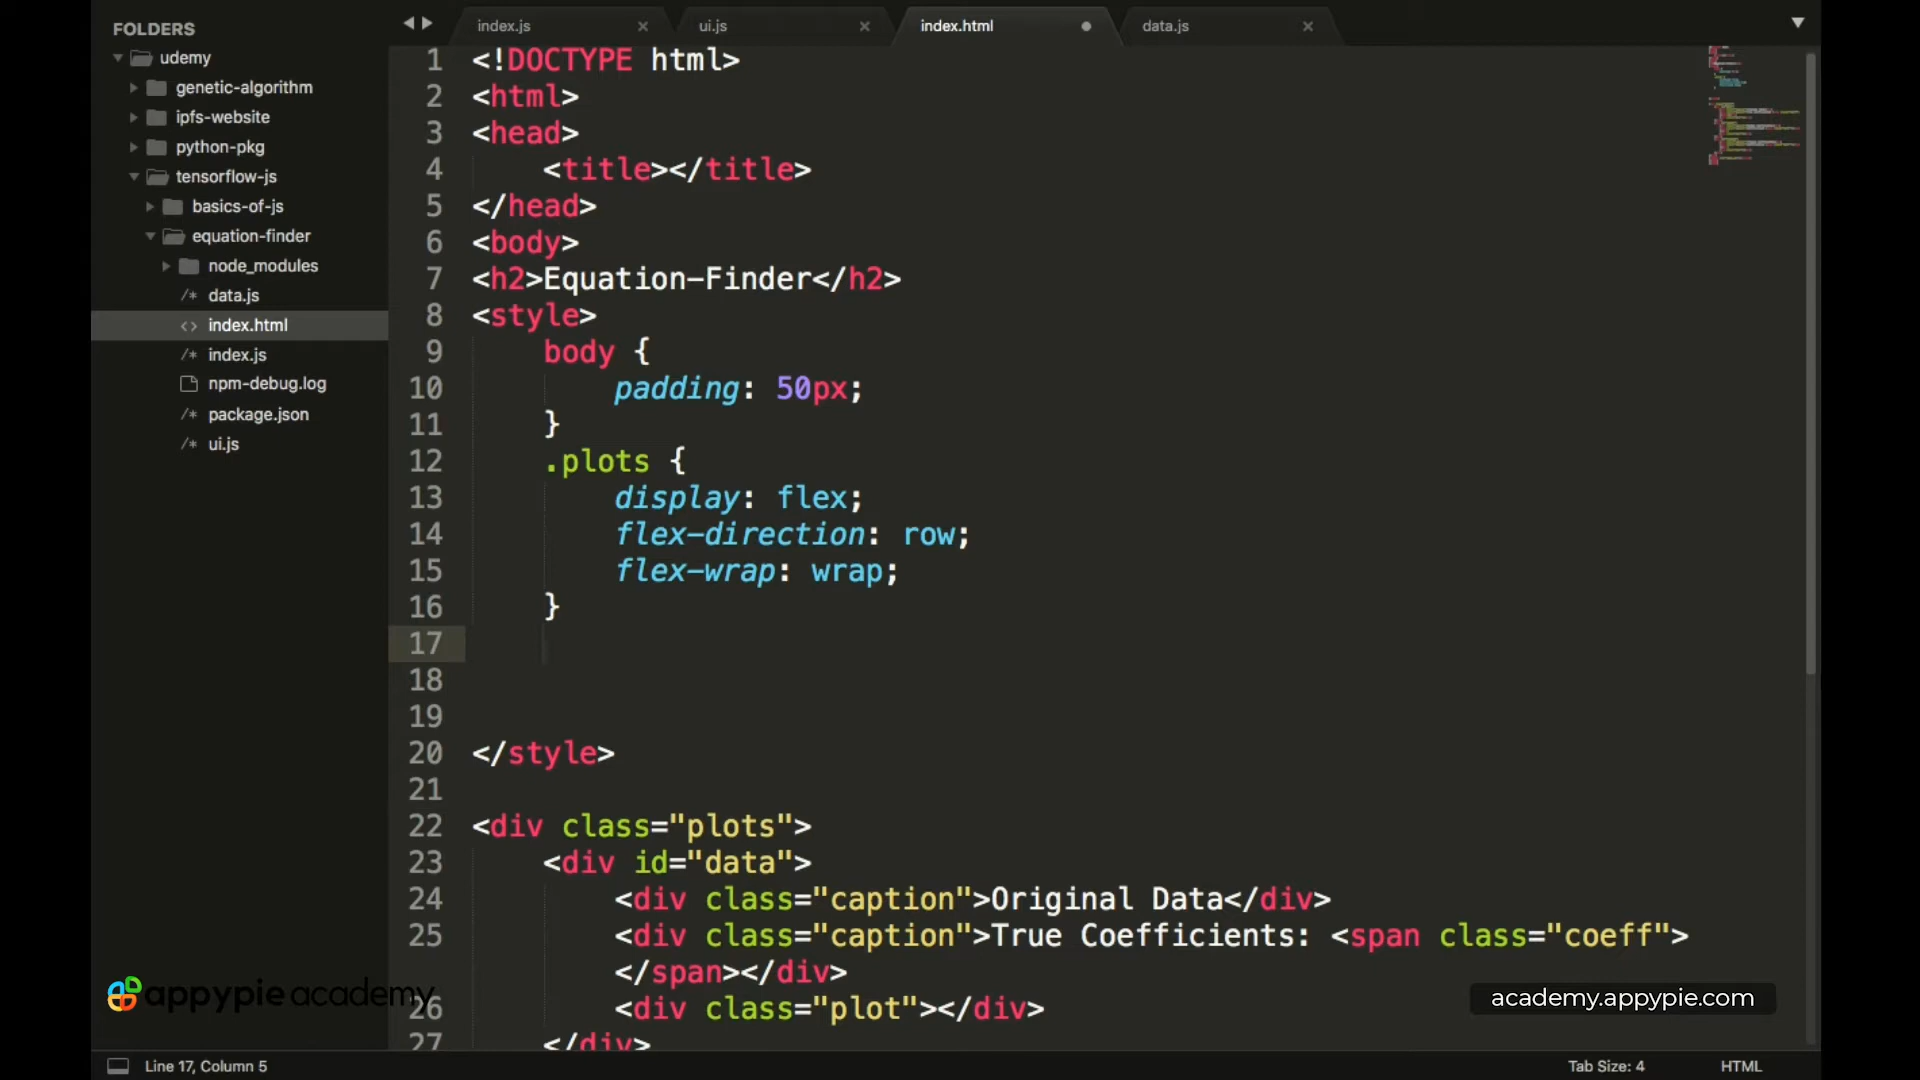 FOLDERS
udemy
genetic-algorithm
ipfs-website
python-pkg
tensorflow-js
basics-of-js
equation-finder
node_modules
/* data.js
<> index.html
/* index.js
npm-debug.log
/* package.json
/* ui.js
index.js ×
ui.js ×
index.html
data.js ×
1 <!DOCTYPE html>
2 <html>
3 <head>
4 <title></title>
5 </head>
6 <body>
7 <h2>Equation-Finder</h2>
8 <style>
9 body {
10 padding: 50px;
11 }
12 .plots {
13 display: flex;
14 flex-direction: row;
15 flex-wrap: wrap;
16 }
17
18
19
20 </style>
21
22 <div class="plots">
23 <div id="data">
24 <div class="caption">Original Data</div>
25 <div class="caption">True Coefficients: <span class="coeff">
</span></div>
26 <div class="plot"></div>
27 </div>
appypie academy
academy.appypie.com
Line 17, Column 5
Tab Size: 4
HTML